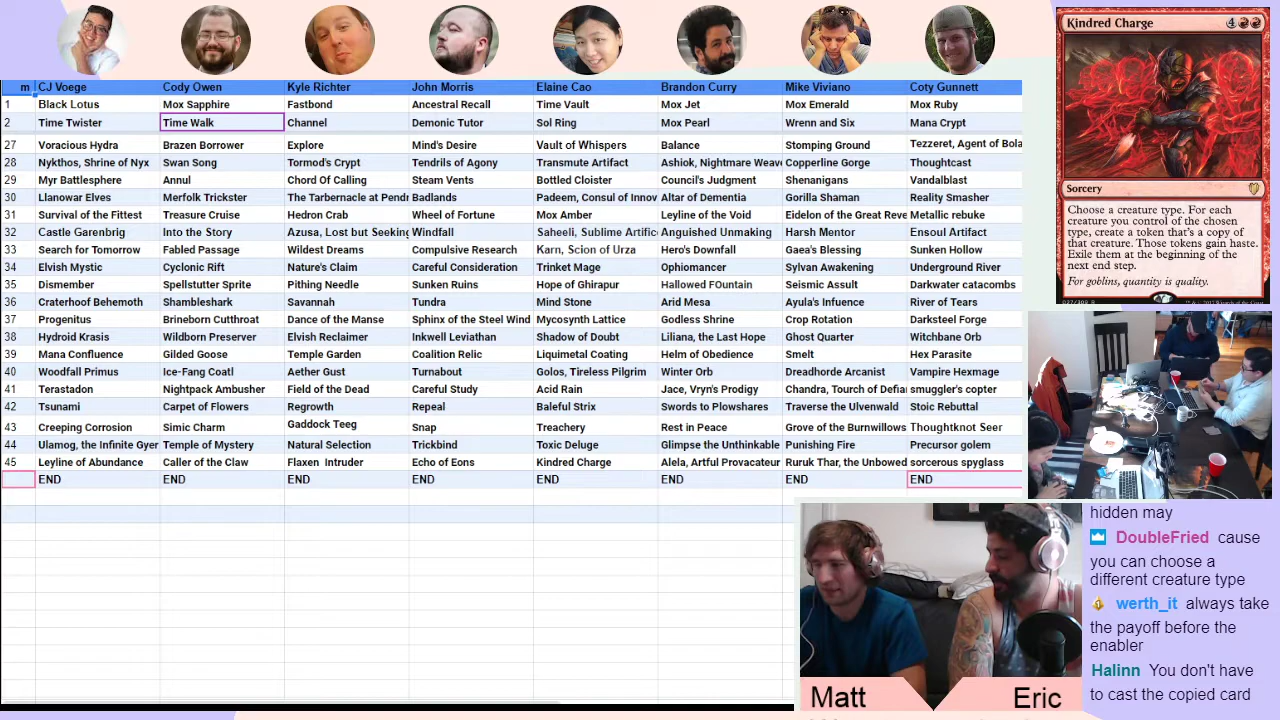 m CJ Voege Cody Owen Kyle Richter John Morris Elaine Cao Brandon Curry Mike Viviano Coty Gunnett
1 Black Lotus Mox Sapphire Fastbond Ancestral Recall Time Vault Mox Jet Mox Emerald Mox Ruby
2 Time Twister Time Walk Channel Demonic Tutor Sol Ring Mox Pearl Wrenn and Six Mana Crypt
27 Voracious Hydra Brazen Borrower Explore Mind's Desire Vault of Whispers Balance Stomping Ground Tezzeret, Agent of Bola
28 Nykthos, Shrine of Nyx Swan Song Tormod's Crypt Tendrils of Agony Transmute Artifact Ashiok, Nightmare Weave Copperline Gorge Thoughtcast
29 Myr Battlesphere Annul Chord Of Calling Steam Vents Bottled Cloister Council's Judgment Shenanigans Vandalblast
30 Llanowar Elves Merfolk Trickster The Tarbernacle at Pendr Badlands Padeem, Consul of Innov Altar of Dementia Gorilla Shaman Reality Smasher
31 Survival of the Fittest Treasure Cruise Hedron Crab Wheel of Fortune Mox Amber Leyline of the Void Eidelon of the Great Reve Metallic rebuke
32 Castle Garenbrig Into the Story Azusa, Lost but Seeking Windfall Saheeli, Sublime Artific Anguished Unmaking Harsh Mentor Ensoul Artifact
33 Search for Tomorrow Fabled Passage Wildest Dreams Compulsive Research Karn, Scion of Urza Hero's Downfall Gaea's Blessing Sunken Hollow
34 Elvish Mystic Cyclonic Rift Nature's Claim Careful Consideration Trinket Mage Ophiomancer Sylvan Awakening Underground River
35 Dismember Spellstutter Sprite Pithing Needle Sunken Ruins Hope of Ghirapur Hallowed FOuntain Seismic Assult Darkwater catacombs
36 Craterhoof Behemoth Shambleshark Savannah Tundra Mind Stone Arid Mesa Ayula's Infuence River of Tears
37 Progenitus Brineborn Cutthroat Dance of the Manse Sphinx of the Steel Wind Mycosynth Lattice Godless Shrine Crop Rotation Darksteel Forge
38 Hydroid Krasis Wildborn Preserver Elvish Reclaimer Inkwell Leviathan Shadow of Doubt Liliana, the Last Hope Ghost Quarter Witchbane Orb
39 Mana Confluence Gilded Goose Temple Garden Coalition Relic Liquimetal Coating Helm of Obedience Smelt Hex Parasite
40 Woodfall Primus Ice-Fang Coatl Aether Gust Turnabout Golos, Tireless Pilgrim Winter Orb Dreadhorde Arcanist Vampire Hexmage
41 Terastadon Nightpack Ambusher Field of the Dead Careful Study Acid Rain Jace, Vryn's Prodigy Chandra, Tourch of Defia smuggler's copter
42 Tsunami Carpet of Flowers Regrowth Repeal Baleful Strix Swords to Plowshares Traverse the Ulvenwald Stoic Rebuttal
43 Creeping Corrosion Simic Charm Gaddock Teeg Snap Treachery Rest in Peace Grove of the Burnwillows Thoughtknot Seer
44 Ulamog, the Infinite Gyer Temple of Mystery Natural Selection Trickbind Toxic Deluge Glimpse the Unthinkable Punishing Fire Precursor golem
45 Leyline of Abundance Caller of the Claw Flaxen Intruder Echo of Eons Kindred Charge Alela, Artful Provacateur Ruruk Thar, the Unbowed sorcerous spyglass
END END END END END END END END
Kindred Charge 4
Sorcery
Choose a creature type. For each
creature you control of the chosen
type, create a token that's a copy of
that creature. Those tokens gain haste.
Exile them at the beginning of the
next end step.
For goblins, quantity is quality.
hidden may
DoubleFried cause
you can choose a
different creature type
werth_it always take
the payoff before the
enabler
Halinn You don't have
to cast the copied card
Matt Eric